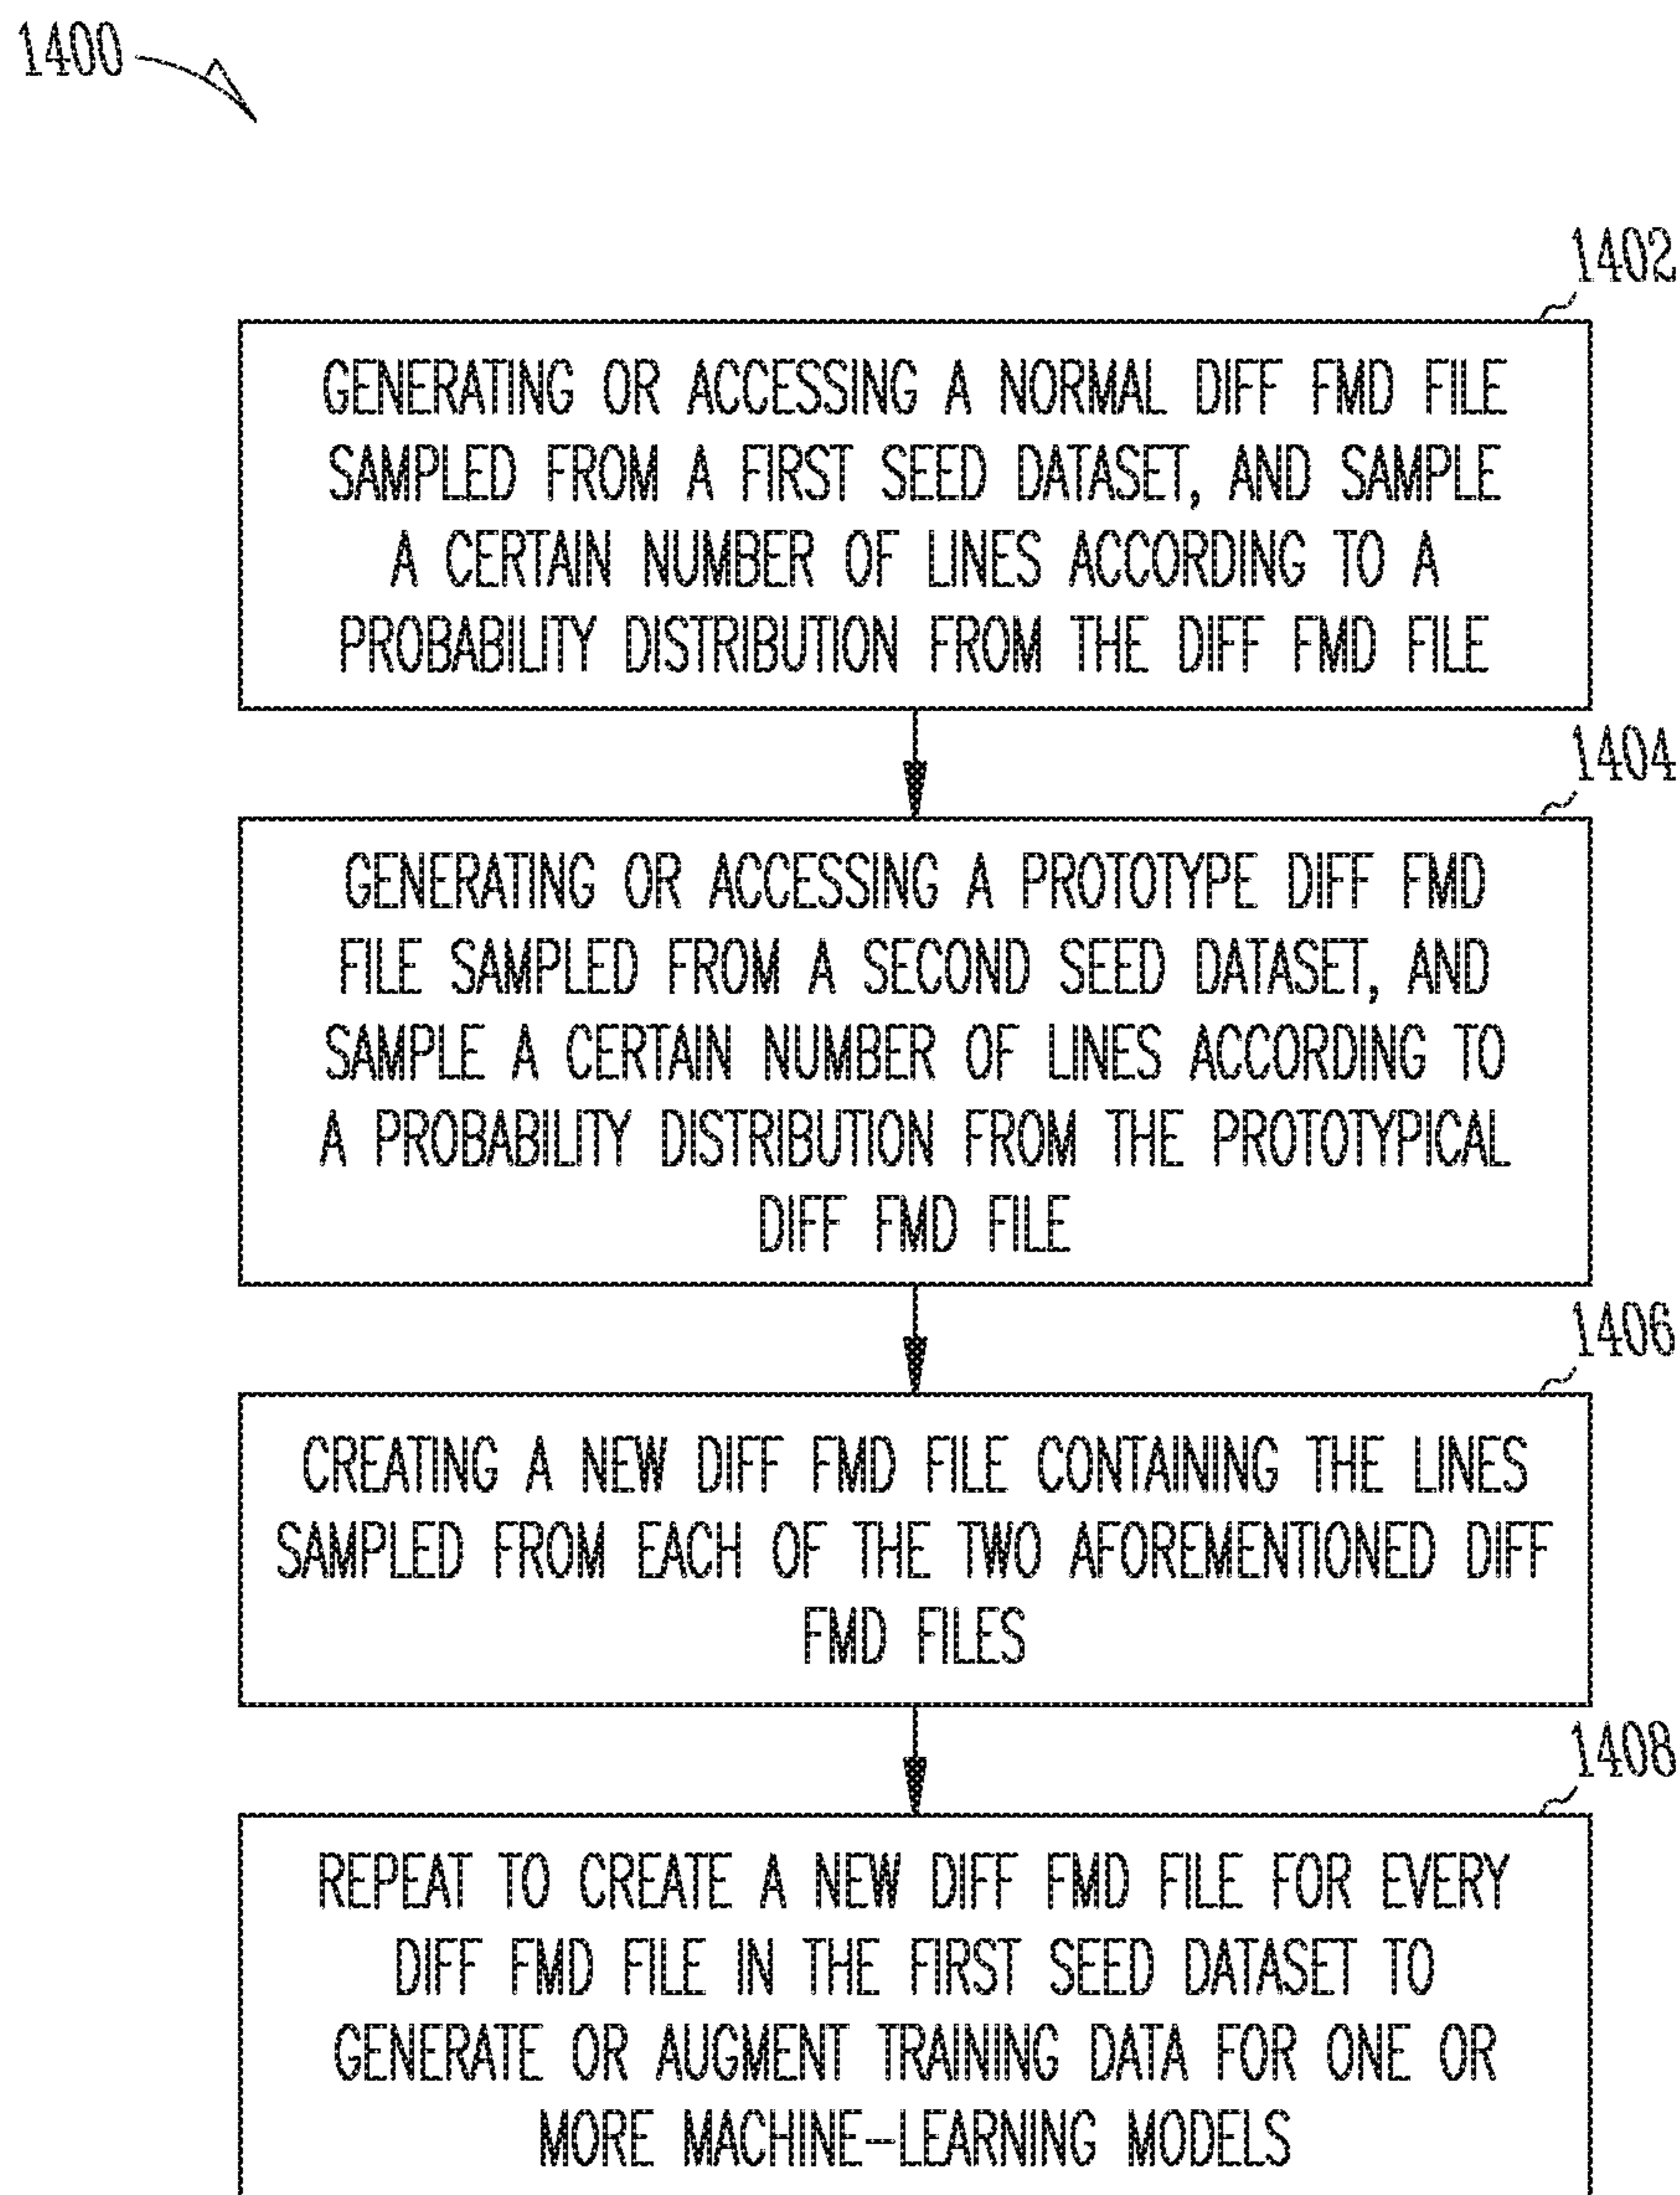 1400
1402
GENERATING OR ACCESSING A NORMAL DIFF FMD FILE
SAMPLED FROM A FIRST SEED DATASET, AND SAMPLE
A CERTAIN NUMBER OF LINES ACCORDING TO A
PROBABILITY DISTRIBUTION FROM THE DIFF FMD FILE
1404
GENERATING OR ACCESSING A PROTOTYPE DIFF FMD
FILE SAMPLED FROM A SECOND SEED DATASET, AND
SAMPLE A CERTAIN NUMBER OF LINES ACCORDING TO
A PROBABILITY DISTRIBUTION FROM THE PROTOTYPICAL
DIFF FMD FILE
1406
CREATING A NEW DIFF FMD FILE CONTAINING THE LINES
SAMPLED FROM EACH OF THE TWO AFOREMENTIONED DIFF
FMD FILES
1408
REPEAT TO CREATE A NEW DIFF FMD FILE FOR EVERY
DIFF FMD FILE IN THE FIRST SEED DATASET TO
GENERATE OR AUGMENT TRAINING DATA FOR ONE OR
MORE MACHINE–LEARNING MODELS